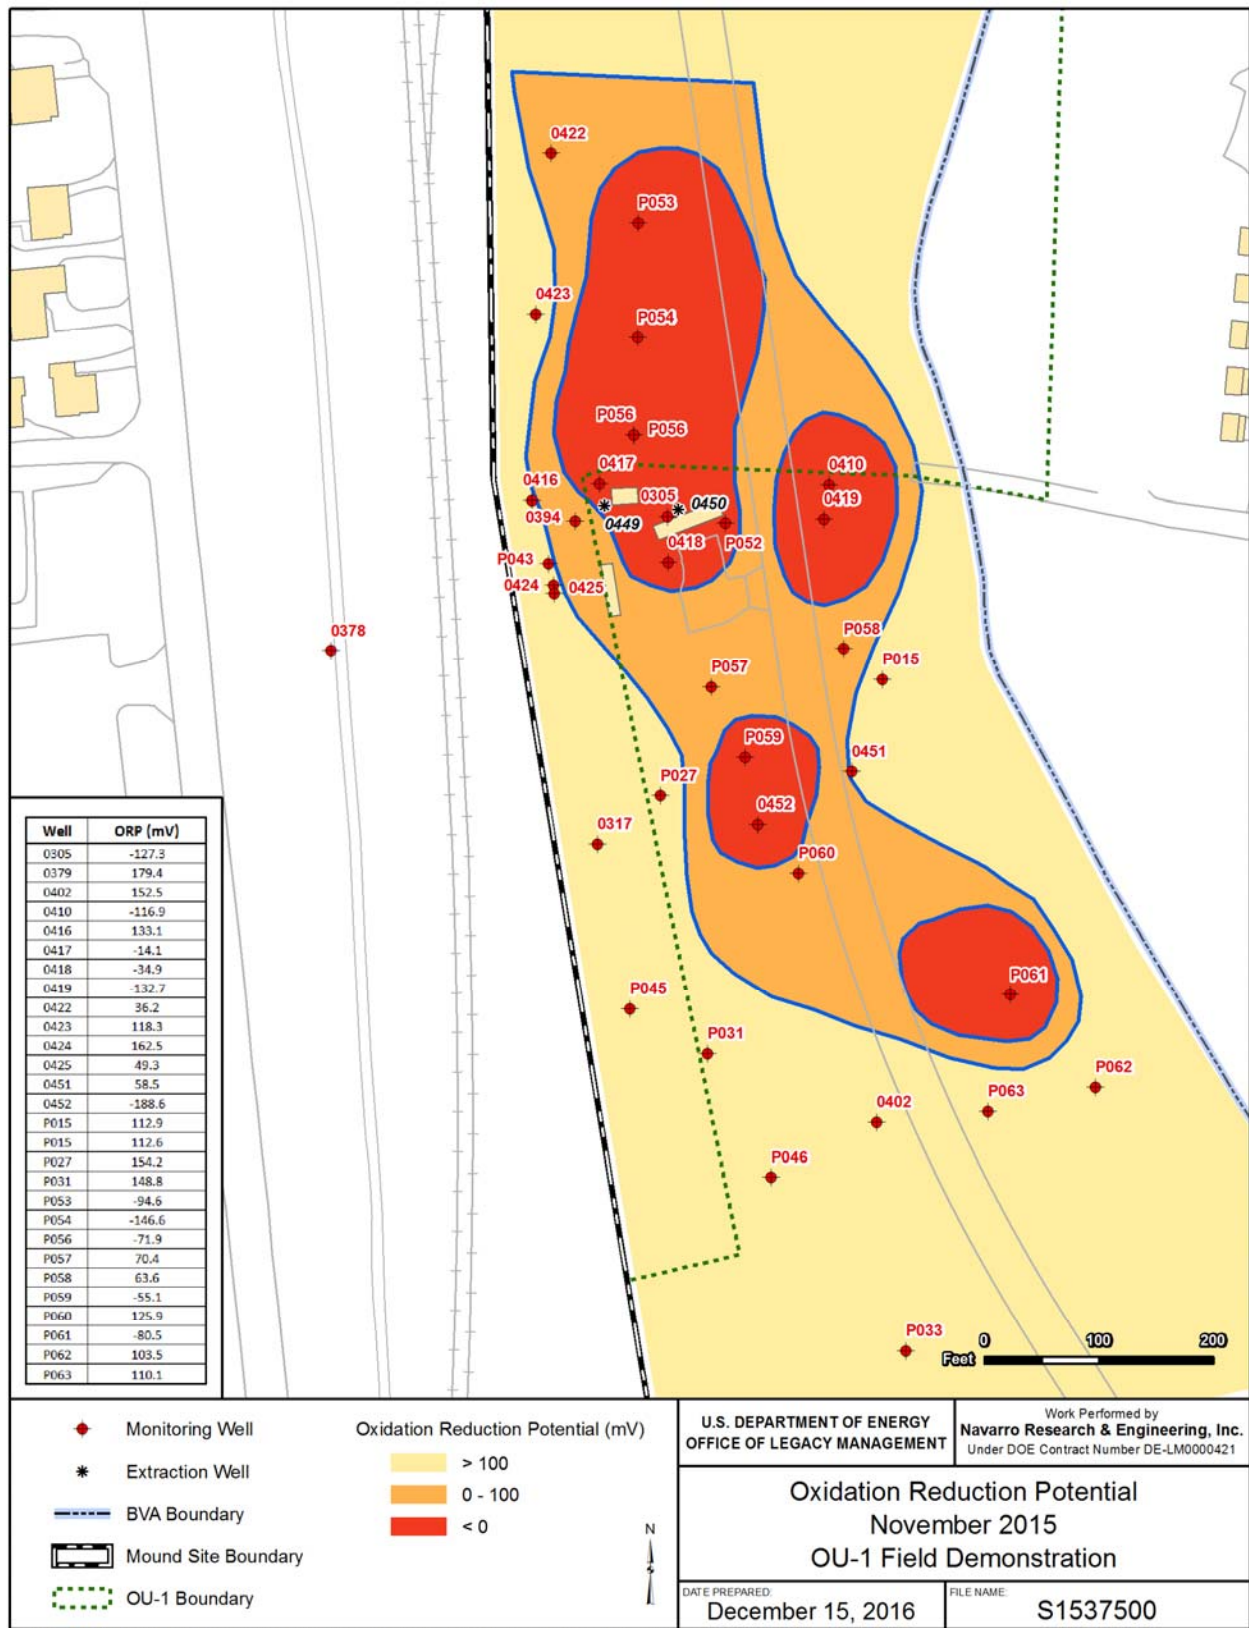 0422
P053
0423
P054
P056
P056
0417
0410
0416
0305
0450
0419
0394
0449
P052
P043
0418
0424
0425
0378
P058
P015
P057
P059
0451
P027
0452
0317
P060
P061
P045
P031
P062
P063
0402
P046
P033
0 100 200
Feet
Well ORP (mV)
0305 -127.3
0379 179.4
0402 152.5
0410 -116.9
0416 133.1
0417 -14.1
0418 -34.9
0419 -132.7
0422 36.2
0423 118.3
0424 162.5
0425 49.3
0451 58.5
0452 -188.6
P015 112.9
P015 112.6
P027 154.2
P031 148.8
P053 -94.6
P054 -146.6
P056 -71.9
P057 70.4
P058 63.6
P059 -55.1
P060 125.9
P061 -80.5
P062 103.5
P063 110.1
Monitoring Well
Extraction Well
BVA Boundary
Mound Site Boundary
OU-1 Boundary
Oxidation Reduction Potential (mV)
> 100
0 - 100
< 0
N
U.S. DEPARTMENT OF ENERGY
OFFICE OF LEGACY MANAGEMENT
Work Performed by
Navarro Research & Engineering, Inc.
Under DOE Contract Number DE-LM0000421
Oxidation Reduction Potential
November 2015
OU-1 Field Demonstration
DATE PREPARED:
December 15, 2016
FILE NAME:
S1537500